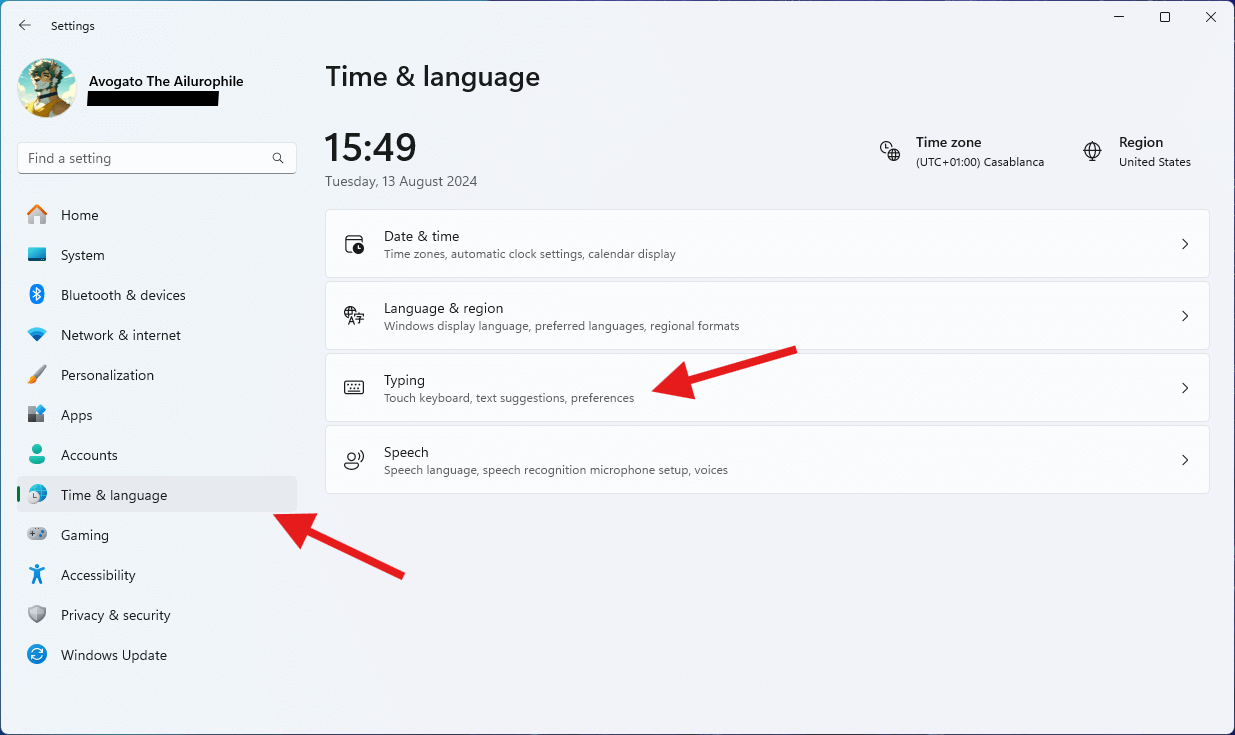 Settings
Avogato The Ailurophile
Find a setting
Home
System
Bluetooth & devices
Network & internet
Personalization
Apps
Accounts
Time & language
Gaming
Accessibility
Privacy & security
Windows Update
Time & language
15:49
Tuesday, 13 August 2024
Time zone
(UTC+01:00) Casablanca
Region
United States
Date & time
Time zones, automatic clock settings, calendar display
Language & region
Windows display language, preferred languages, regional formats
Typing
Touch keyboard, text suggestions, preferences
Speech
Speech language, speech recognition microphone setup, voices